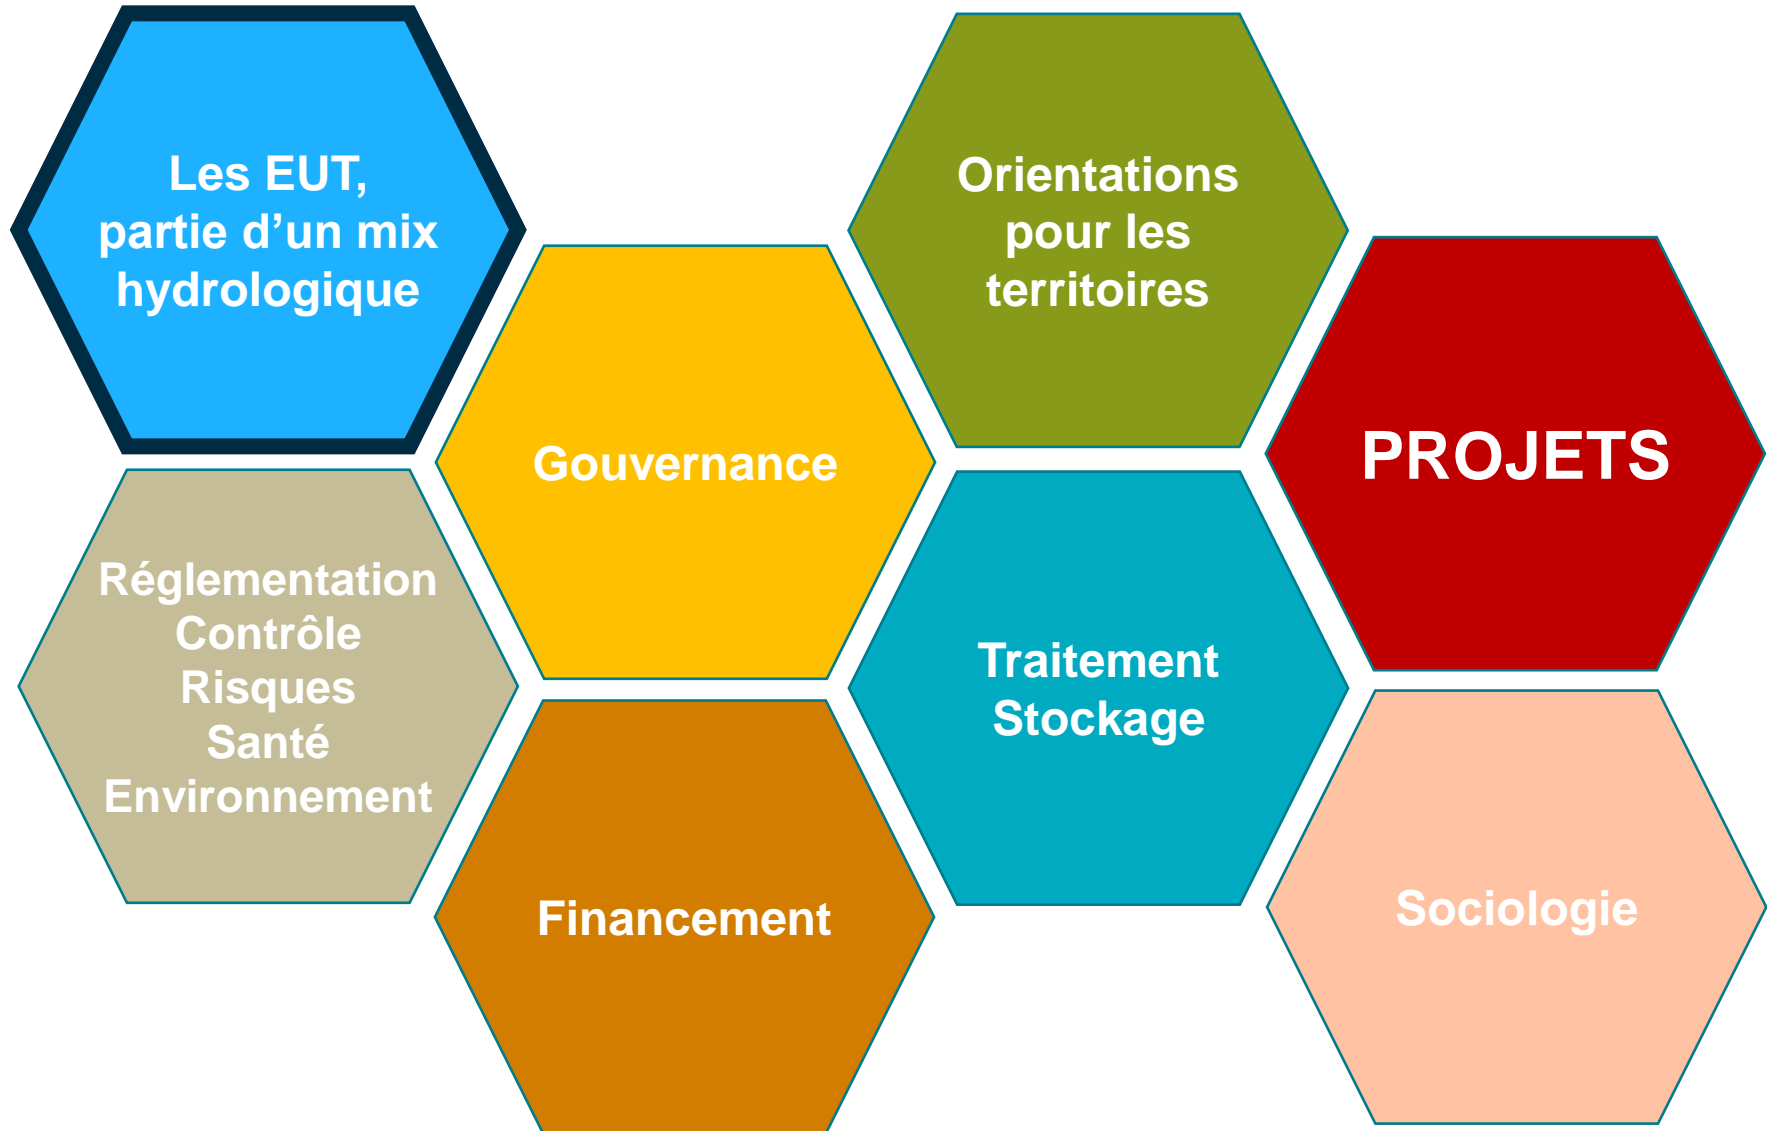 Les EUT,
partie d’un mix
hydrologique
Orientations
pour les
territoires
Gouvernance
PROJETS
Réglementation
Contrôle
Risques
Santé
Environnement
Traitement
Stockage
Financement
Sociologie